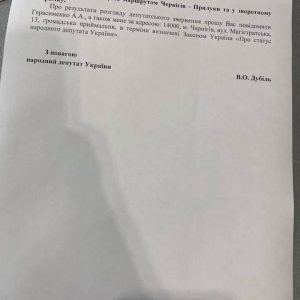 маршрутом Чернігів - Прилуки та у зворотному
Про результати розгляду депутатського звернення прошу Вас повідомити
Герасименко А.А., а також мене за адресою: 14000, м. Чернігів, вул. Магістратська,
13, громадська приймальня, в терміни визначені Законом України «Про статус
народного депутата України».
З повагою
народний депутат України
В.О. Дубіль